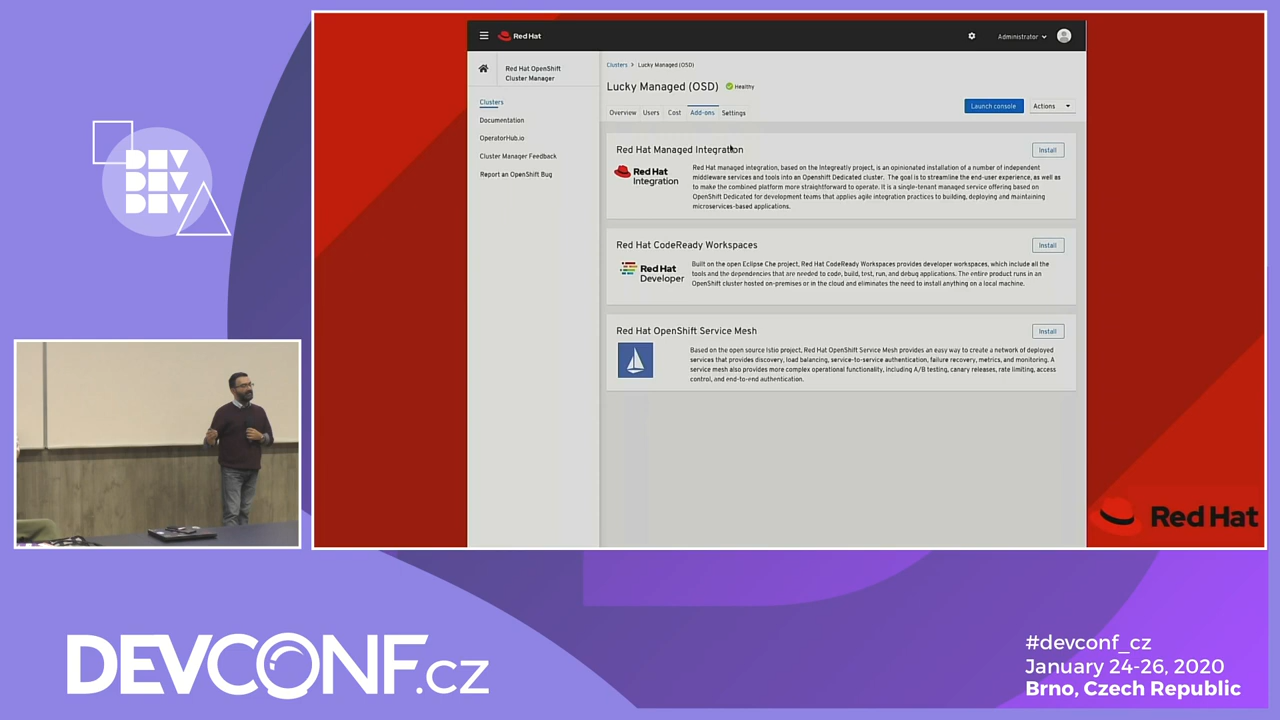 DEV
DEV
DEV
Red Hat
Administrator
Red Hat OpenShift
Cluster Manager
Clusters
Documentation
OperatorHub.io
Cluster Manager Feedback
Report an OpenShift Bug
Clusters > Lucky Managed (OSD)
Lucky Managed (OSD)
Healthy
Launch console
Actions
Overview Users Cost Add-ons Settings
Red Hat Managed Integration
Install
Red Hat
Integration
Red Hat managed integration, based on the Integreatly project, is an opinionated installation of a number of independent
middleware services and tools into an Openshift Dedicated cluster. The goal is to streamline the end-user experience, as well as
to make the combined platform more straightforward to operate. It is a single-tenant managed service offering based on
OpenShift Dedicated for development teams that applies agile integration practices to building, deploying and maintaining
microservices-based applications.
Red Hat CodeReady Workspaces
Install
Red Hat
Developer
Built on the open Eclipse Che project, Red Hat CodeReady Workspaces provides developer workspaces, which include all the
tools and the dependencies that are needed to code, build, test, run, and debug applications. The entire product runs in an
OpenShift cluster hosted on-premises or in the cloud and eliminates the need to install anything on a local machine.
Red Hat OpenShift Service Mesh
Install
Based on the open source Istio project, Red Hat OpenShift Service Mesh provides an easy way to create a network of deployed
services that provides discovery, load balancing, service-to-service authentication, failure recovery, metrics, and monitoring. A
service mesh also provides more complex operational functionality, including A/B testing, canary releases, rate limiting, access
control, and end-to-end authentication.
Red Hat
DEVCONF.cz
#devconf_cz
January 24-26, 2020
Brno, Czech Republic